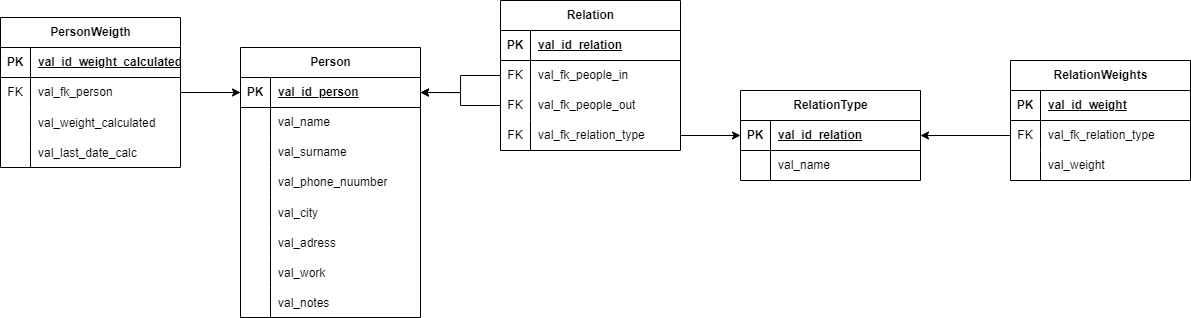 PersonWeigth
PK val_id_weight_calculated
FK val_fk_person
val_weight_calculated
val_last_date_calc
Person
PK val_id_person
val_name
val_surname
val_phone_nuumber
val_city
val_adress
val_work
val_notes
Relation
PK val_id_relation
FK val_fk_people_in
FK val_fk_people_out
FK val_fk_relation_type
RelationType
PK val_id_relation
val_name
RelationWeights
PK val_id_weight
FK val_fk_relation_type
val_weight